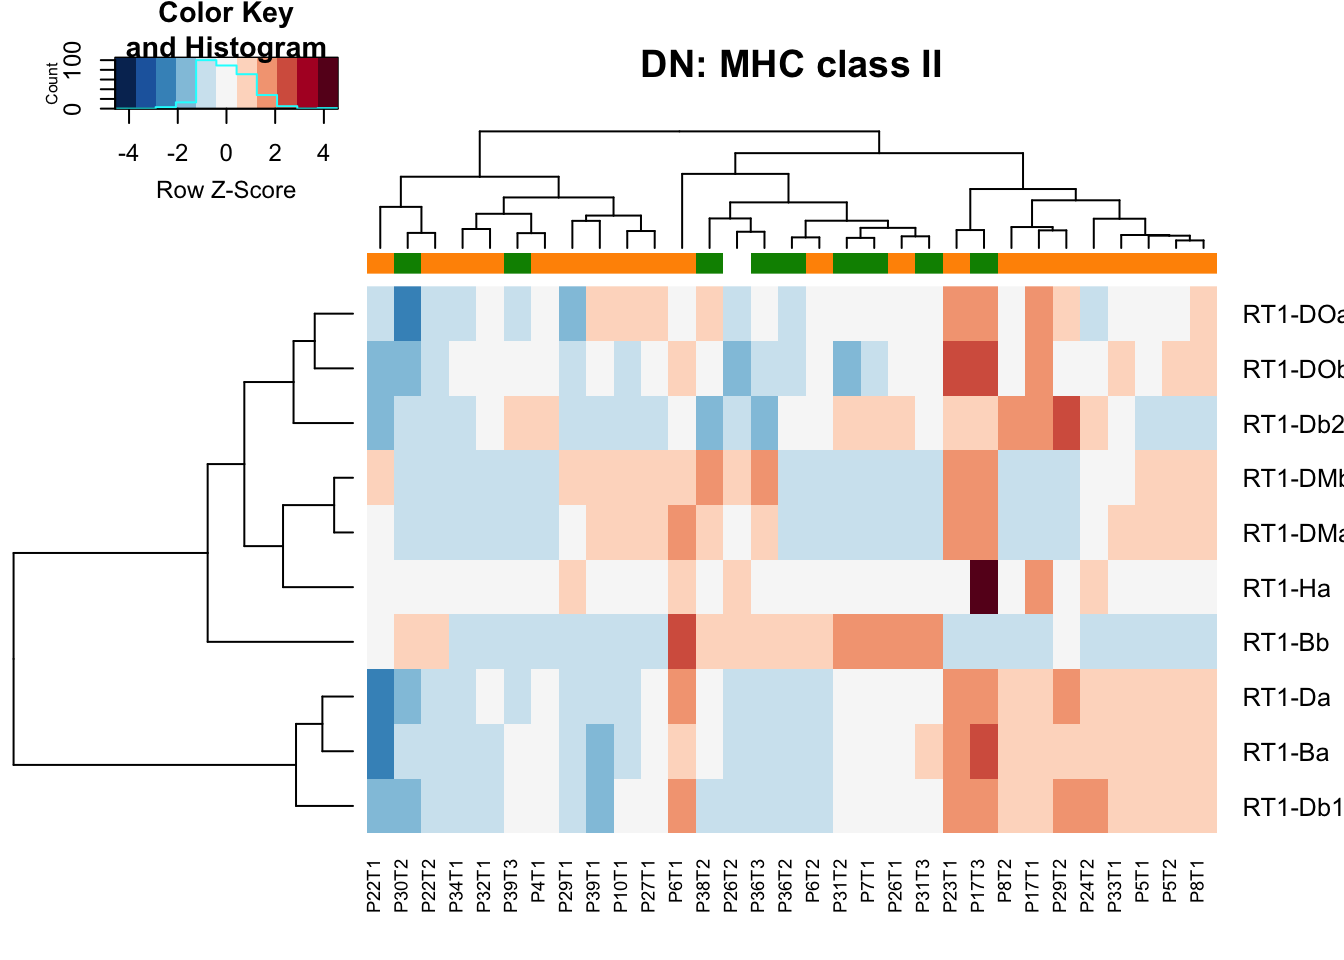 Color Key
and Histogram
Count
0 100
-4 -2 0 2 4
Row Z-Score
DN: MHC class II
RT1-DOa
RT1-DOb
RT1-Db2
RT1-DMb
RT1-DMa
RT1-Ha
RT1-Bb
RT1-Da
RT1-Ba
RT1-Db1
P22T1
P30T2
P22T2
P34T1
P32T1
P39T3
P4T1
P29T1
P39T1
P10T1
P27T1
P6T1
P38T2
P26T2
P36T3
P36T2
P6T2
P31T2
P7T1
P26T1
P31T3
P23T1
P17T3
P8T2
P17T1
P29T2
P24T2
P33T1
P5T1
P5T2
P8T1